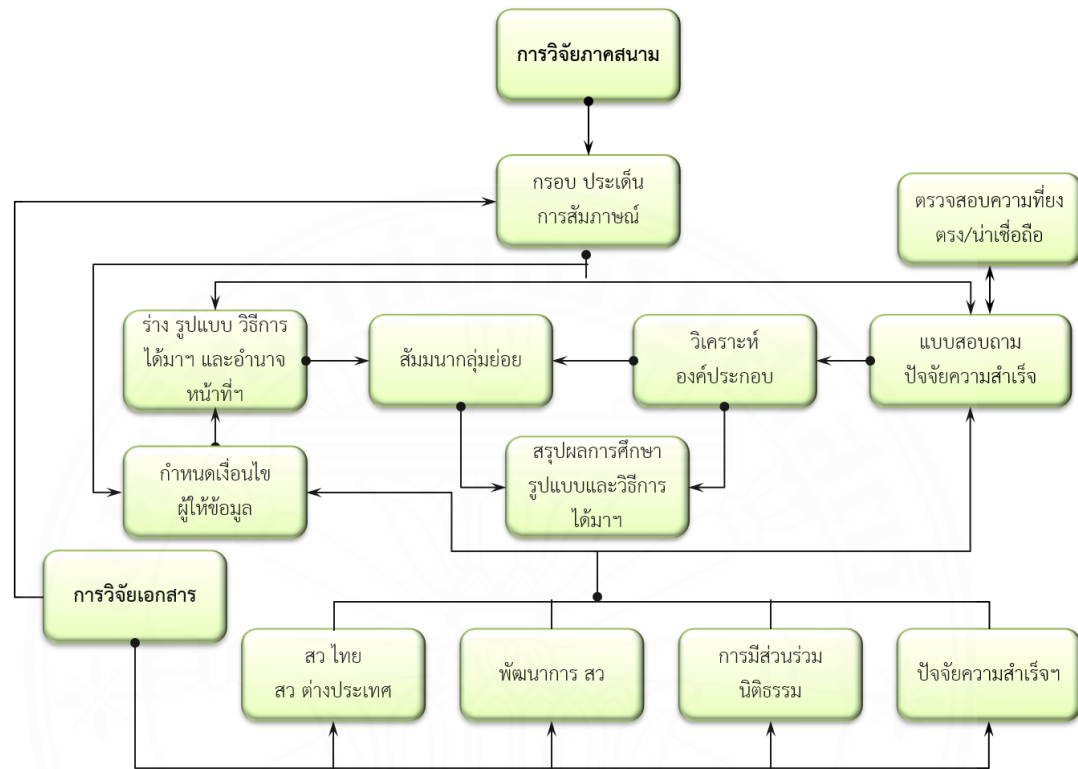 การวิจัยภาคสนาม
กรอบ ประเด็น
การสัมภาษณ์
ตรวจสอบความที่ยง
ตรง/น่าเชื่อถือ
ร่าง รูปแบบ วิธีการ
ได้มาฯ และอำนาจ
หน้าที่ฯ
สัมมนากลุ่มย่อย
วิเคราะห์
องค์ประกอบ
แบบสอบถาม
ปัจจัยความสำเร็จ
กำหนดเงื่อนไข
ผู้ให้ข้อมูล
สรุปผลการศึกษา
รูปแบบและวิธีการ
ได้มาฯ
การวิจัยเอกสาร
สว ไทย
สว ต่างประเทศ
พัฒนาการ สว
การมีส่วนร่วม
นิติธรรม
ปัจจัยความสำเร็จฯ